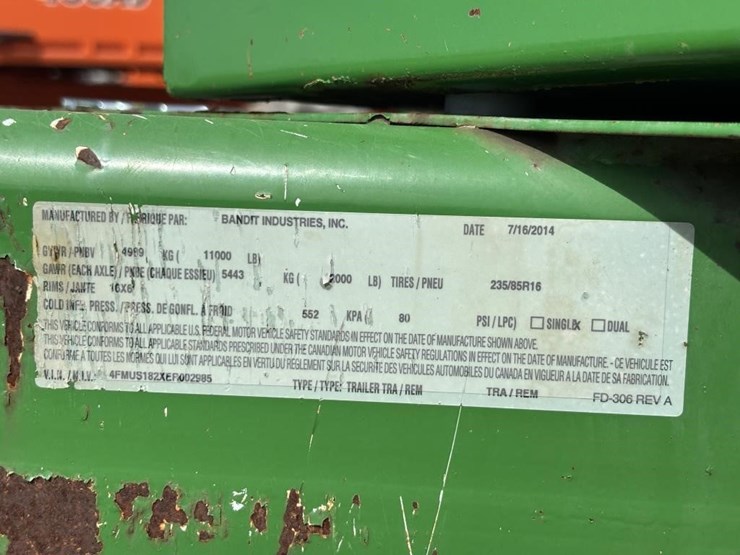 MANUFACTURED BY / PAR: BANDIT INDUSTRIES, INC. DATE 7/16/2014
GVWR / PNBV 4989 KG ( 11000 LB)
GAWR (EACH AXLE) / PNBE (CHAQUE ESSIEU) 5443 KG ( LB) TIRES / PNEU 235/85R16
RIMS / JANTE 16X6
COLD INFL. PRESS. / PRESS. DE GONFL. A FROID 552 KPA ( 80 PSI / LPC) SINGLE DUAL
THIS VEHICLE CONFORMS TO ALL APPLICABLE U.S. FEDERAL MOTOR VEHICLE SAFETY STANDARDS IN EFFECT ON THE DATE OF MANUFACTURE SHOWN ABOVE.
THIS VEHICLE CONFORMS TO ALL APPLICABLE STANDARDS PRESCRIBED UNDER THE CANADIAN MOTOR VEHICLE SAFETY REGULATIONS IN EFFECT ON THE DATE OF MANUFACTURE. - CE VEHICULE EST
CONFORME A TOUTES LES NORMES QUI LUI SONT APPLICABLES EN VERTU DU REGLEMENT SUR LA SECURITE DES VEHICULES AUTOMOBILES DU CANADA EN VIGUEUR A LA DATE DE SA FABRICATION.
V.I.N. / N.I.V.: 4FMUS182XER002985 TYPE / TYPE: TRAILER TRA / REM TRA / REM FD-306 REV A